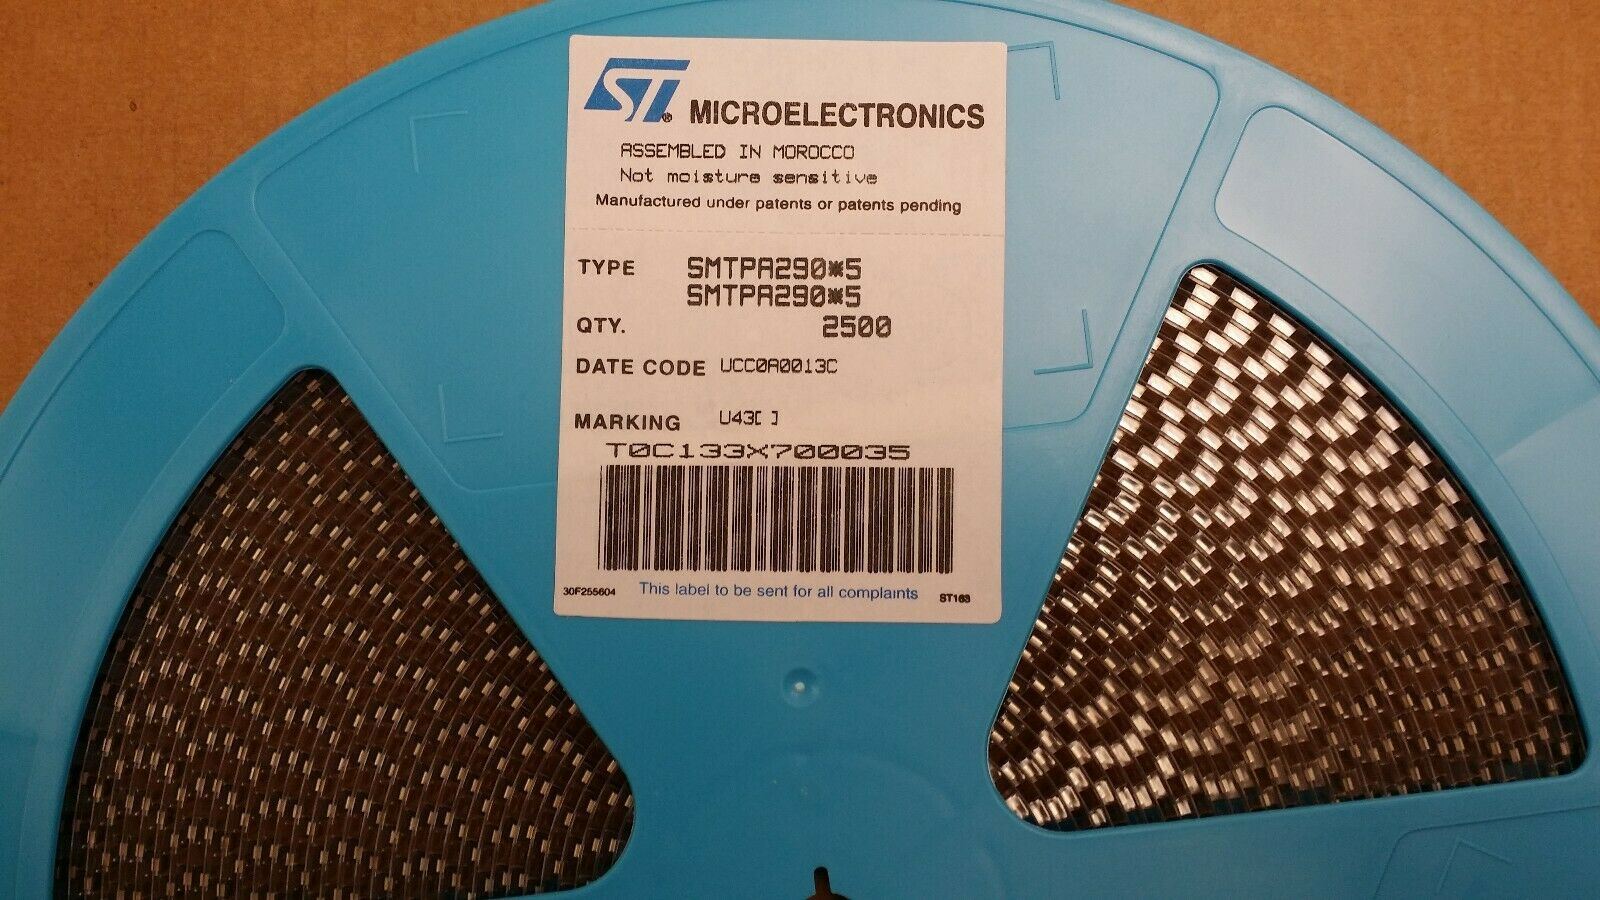 ST® MICROELECTRONICS
ASSEMBLED IN MOROCCO
Not moisture sensitive
Manufactured under patents or patents pending
TYPE SMTPA290*5
SMTPA290*5
QTY. 2500
DATE CODE UCC0A0013C
MARKING U43[ ]
T0C133X700035
30F255604 This label to be sent for all complaints ST163